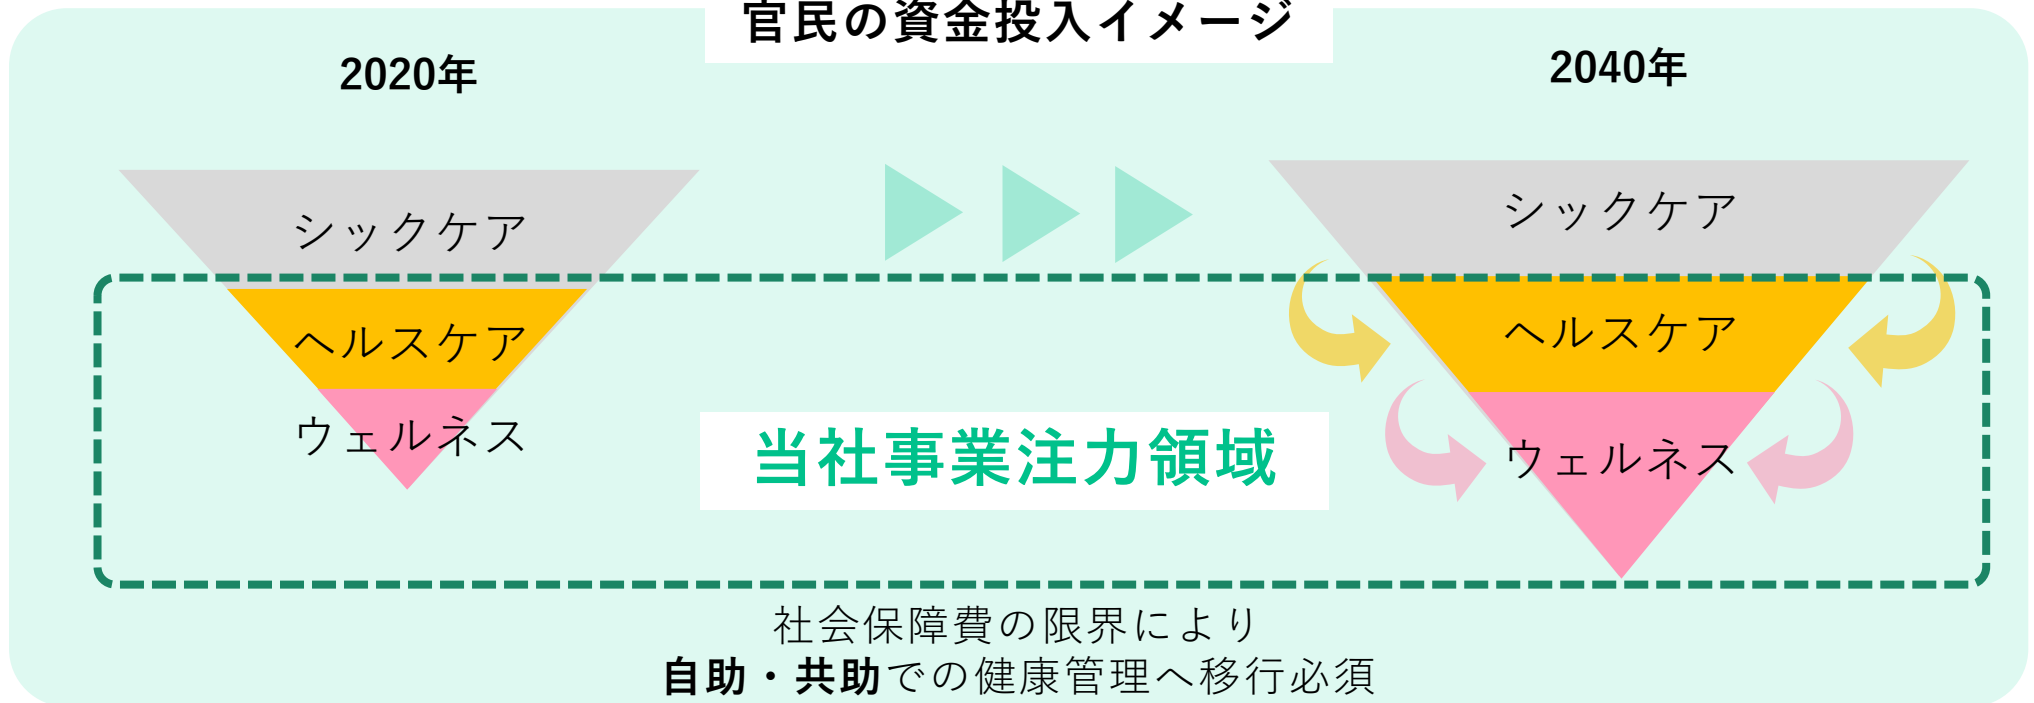 官民の資金投入イメージ
2020年
2040年
シックケア
ヘルスケア
ウェルネス
シックケア
ヘルスケア
ウェルネス
当社事業注力領域
社会保障費の限界により
自助・共助での健康管理へ移行必須